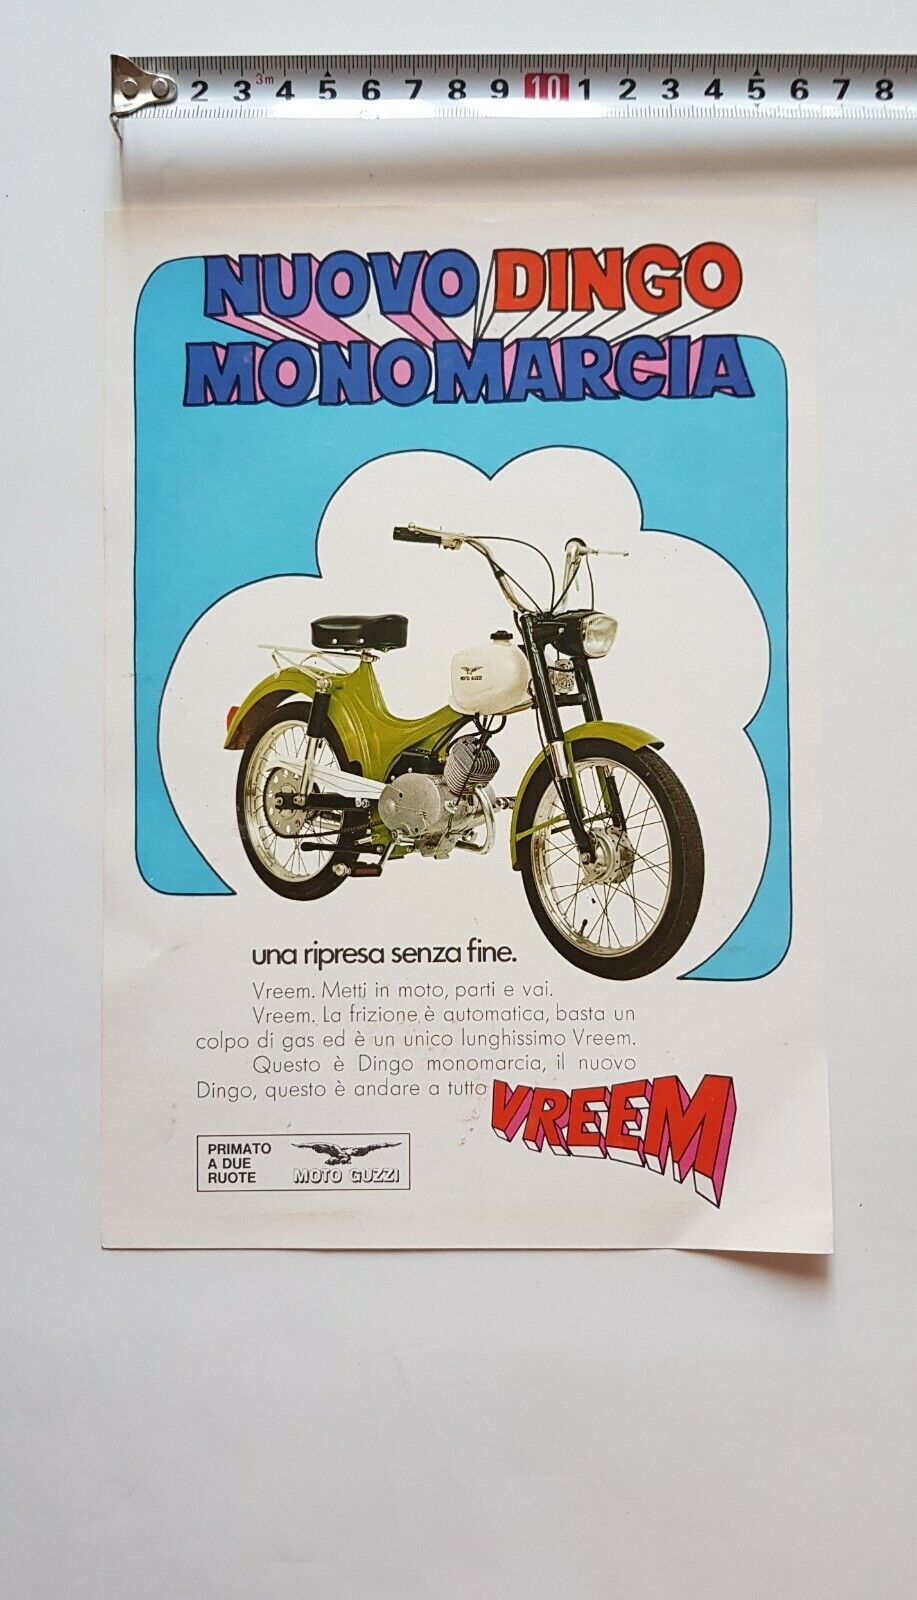 2 3 3m 4 5 6 7 8 9 10 1 2 3 4 5 6 7 8
NUOVO DINGO
MONOMARCIA
MOTO GUZZI
una ripresa senza fine.
Vreem. Metti in moto, parti e vai.
Vreem. La frizione è automatica, basta un
colpo di gas ed è un unico lunghissimo Vreem.
Questo è Dingo monomarcia, il nuovo
Dingo, questo è andare a tutto VREEM
PRIMATO
A DUE
RUOTE
MOTO GUZZI